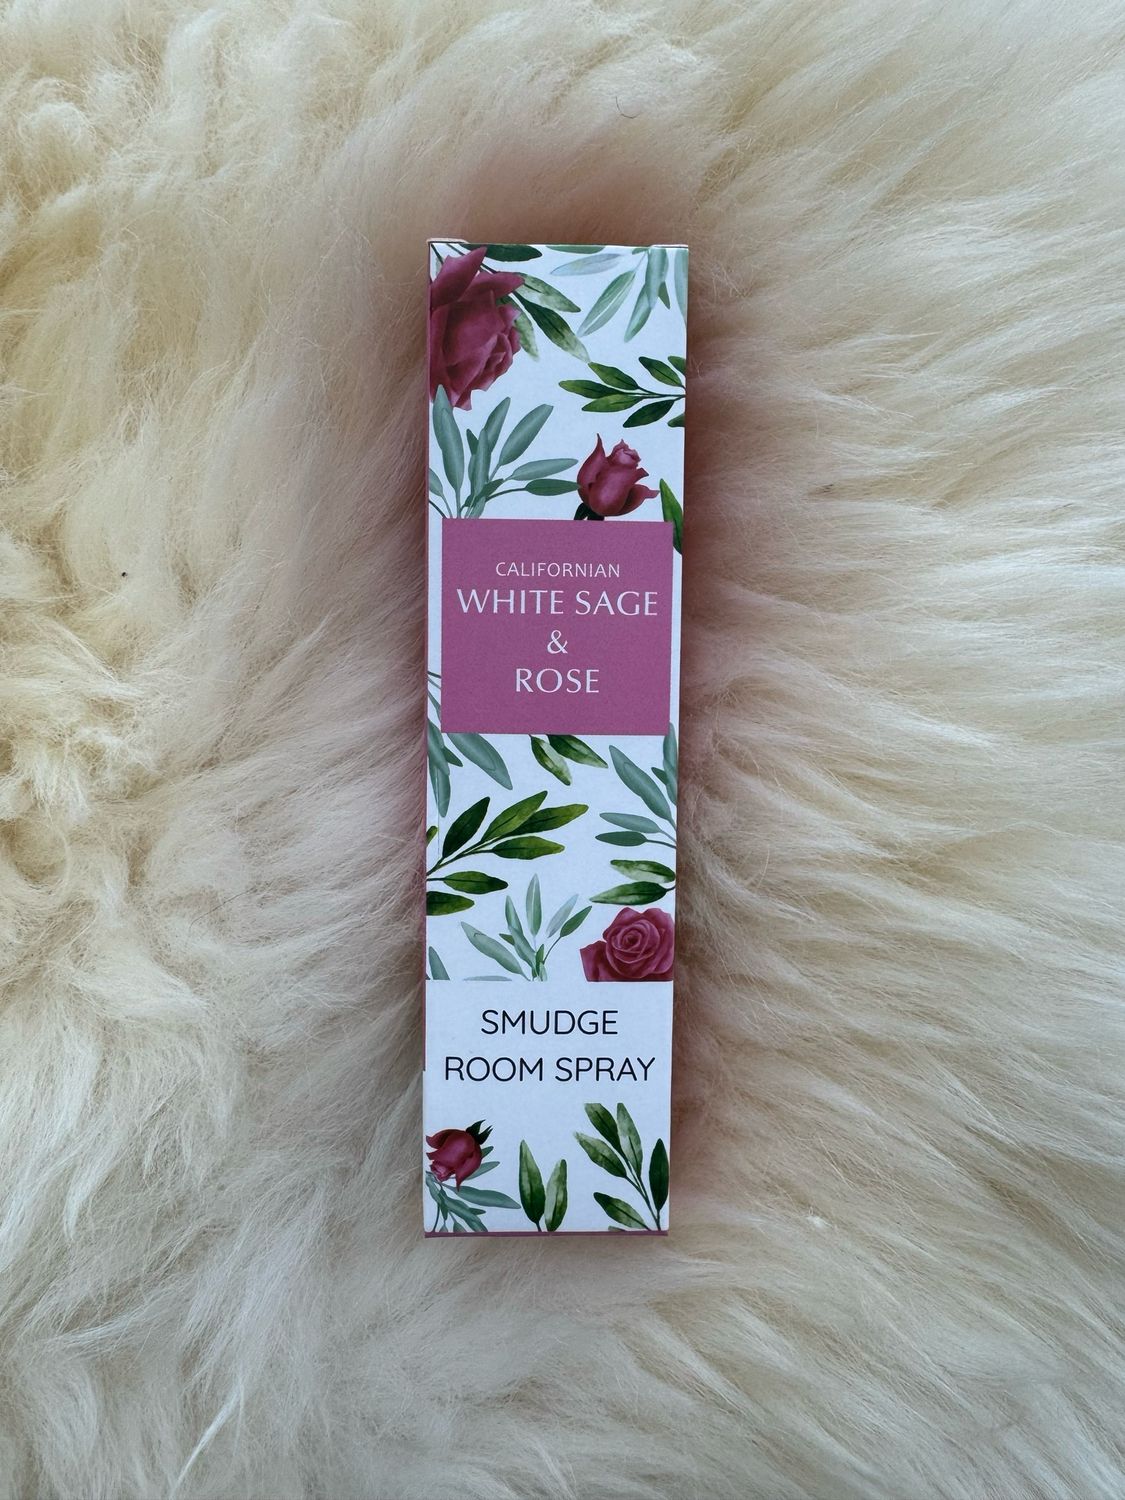 CALIFORNIAN
WHITE SAGE
&
ROSE
SMUDGE
ROOM SPRAY